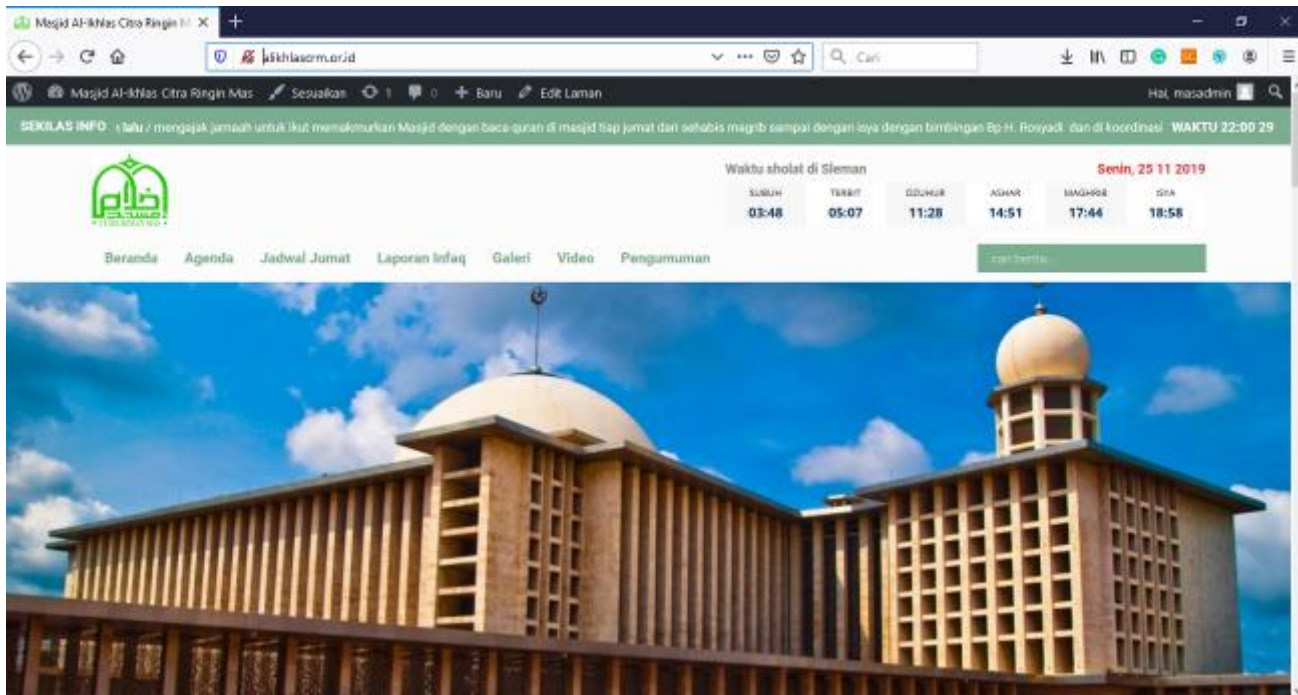 Masjid Al-Ikhlas Citra Ringin M
alikhlascrm.or.id
Cari
Masjid Al-Ikhlas Citra Ringin Mas Sesuaikan 1 0 Baru Edit Laman Hai, masadmin
SEKILAS INFO lalu / mengajak jamaah untuk ikut memakmurkan Masjid dengan baca quran di mesjid tiap jumat dan sehabis magrib sampai dengan isya dengan bimbingan Bp H. Rosyadi dan di koordinasi WAKTU 22:00 29
Waktu sholat di Sleman Senin, 25 11 2019
SUBUH TERBIT DZUHUR ASHAR MAGHRIB ISYA
03:48 05:07 11:28 14:51 17:44 18:58
Beranda Agenda Jadwal Jumat Laporan Infaq Galeri Video Pengumuman cari berita...